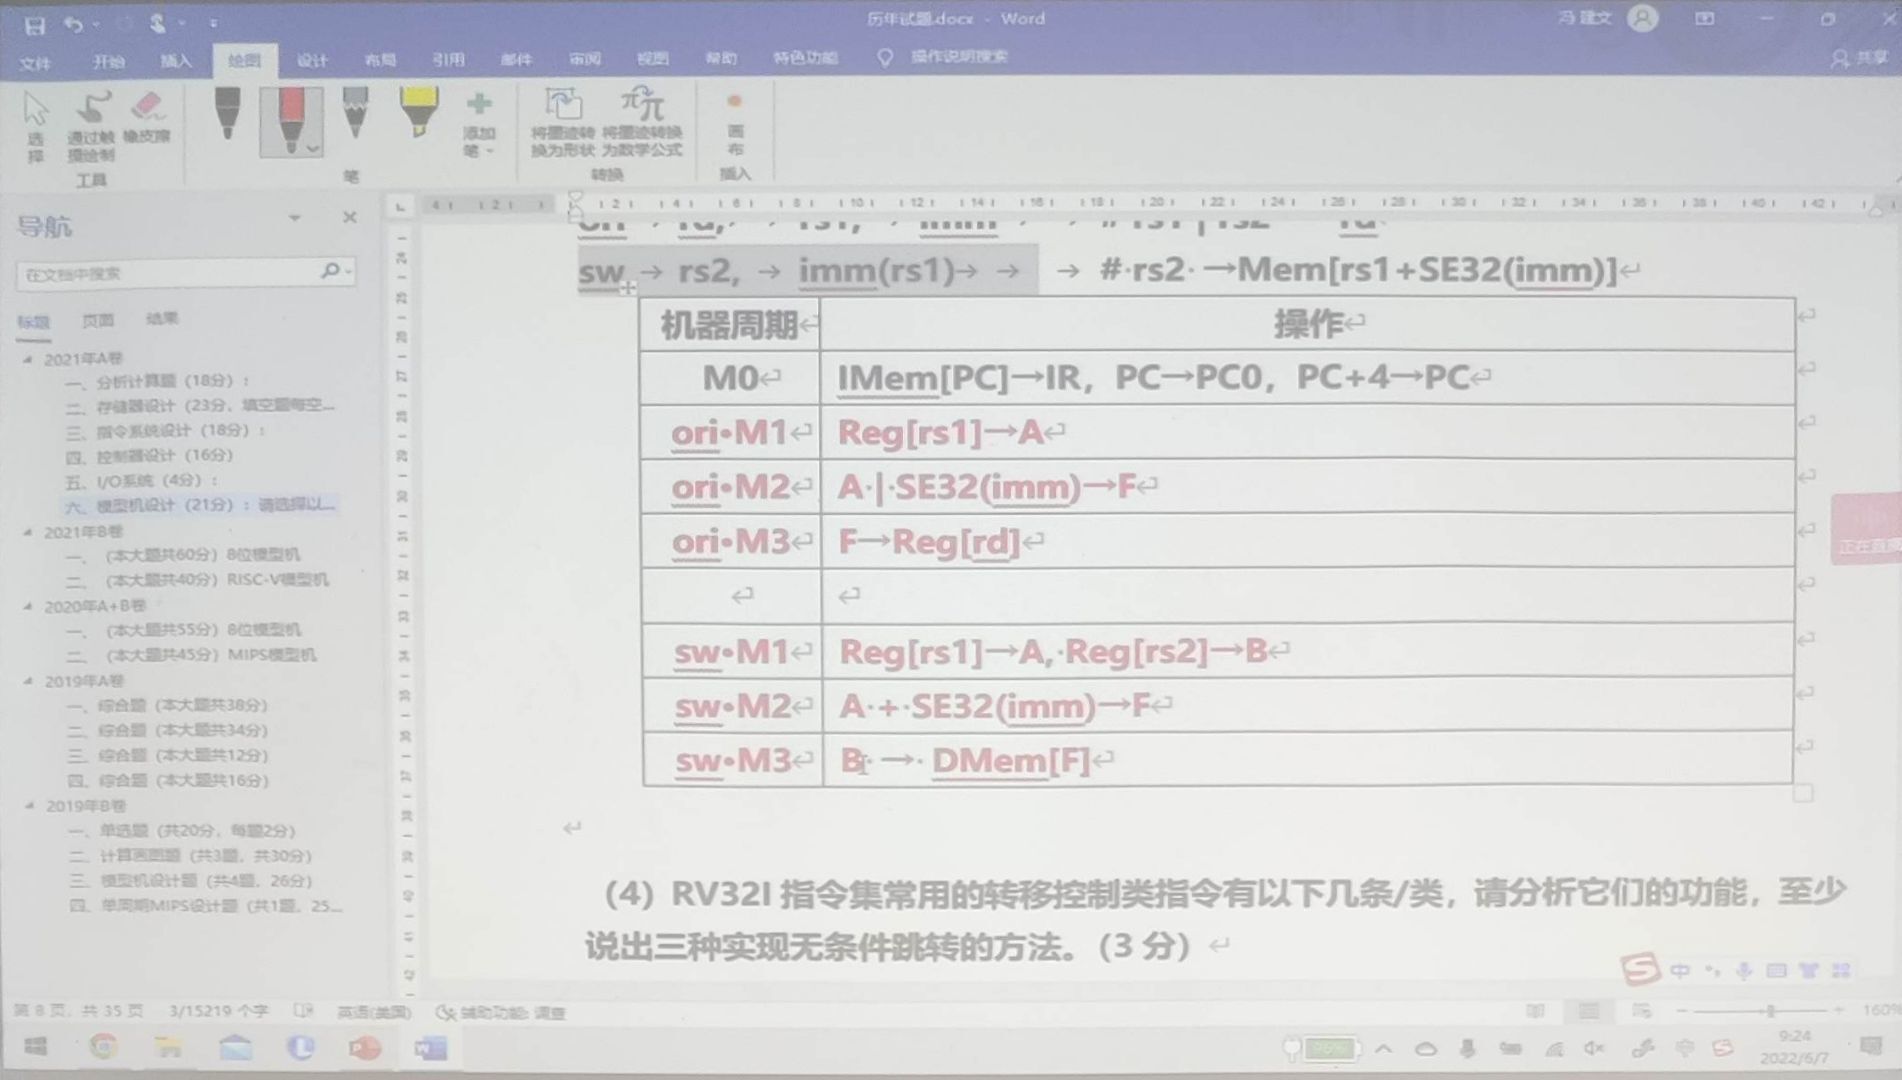 历年试题.docx - Word
冯 建文
文件 开始 插入 绘图 设计 布局 引用 邮件 审阅 视图 帮助 特色功能 操作说明搜索
共享
选择
通过触摸绘制
橡皮擦
工具
笔
添加笔
将墨迹转换为形状
将墨迹转换为数学公式
转换
画布
插入
导航
在文档中搜索
标题 页面 结果
2021年A卷
一、分析计算题（18分）：
二、存储器设计（23分、填空题每空...
三、指令系统设计（18分）：
四、控制器设计（16分）
五、I/O系统（4分）：
六、模型机设计（21分）：请选择以...
2021年B卷
一、（本大题共60分）8位模型机
二、（本大题共40分）RISC-V模型机
2020年A+B卷
一、（本大题共55分）8位模型机
二、（本大题共45分）MIPS模型机
2019年A卷
一、综合题（本大题共38分）
二、综合题（本大题共34分）
三、综合题（本大题共12分）
四、综合题（本大题共16分）
2019年B卷
一、单选题（共20分，每题2分）
二、计算画图题（共3题，共30分）
三、模型机设计题（共4题，26分）
四、单周期MIPS设计题（共1题，25...
sw → rs2, → imm(rs1)→ → → #·rs2· →Mem[rs1+SE32(imm)]
机器周期 操作
M0 IMem[PC]→IR，PC→PC0，PC+4→PC
ori•M1 Reg[rs1]→A
ori•M2 A·|·SE32(imm)→F
ori•M3 F→Reg[rd]
sw•M1 Reg[rs1]→A,·Reg[rs2]→B
sw•M2 A·+·SE32(imm)→F
sw•M3 B·→·DMem[F]
（4）RV32I 指令集常用的转移控制类指令有以下几条/类，请分析它们的功能，至少
说出三种实现无条件跳转的方法。（3 分）
中
第 8 页，共 35 页 3/15219 个字 英语(美国) 辅助功能: 调查
160%
96%
9:24
2022/6/7